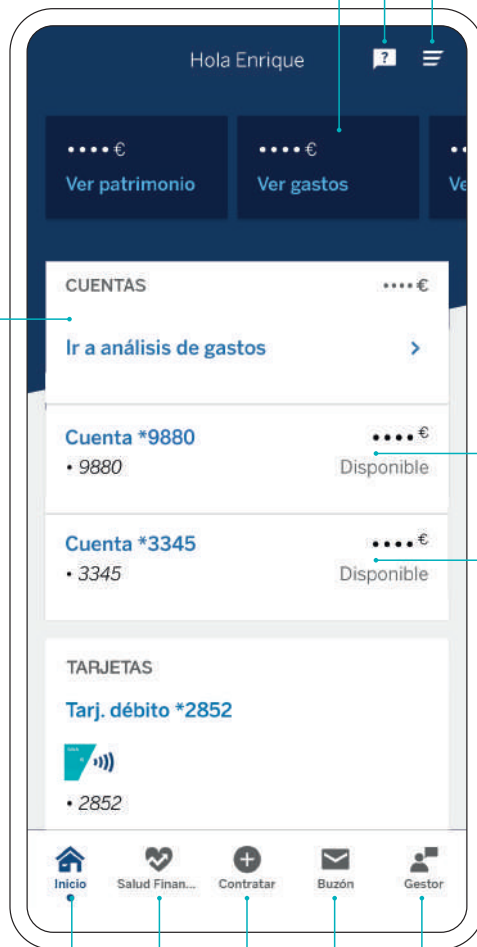 Hola Enrique
?
•••• €
•••• €
Ver patrimonio
Ver gastos
Ve
CUENTAS
•••• €
Ir a análisis de gastos
Cuenta *9880
•••• €
• 9880
Disponible
Cuenta *3345
•••• €
• 3345
Disponible
TARJETAS
Tarj. débito *2852
• 2852
Inicio
Salud Finan...
Contratar
Buzón
Gestor